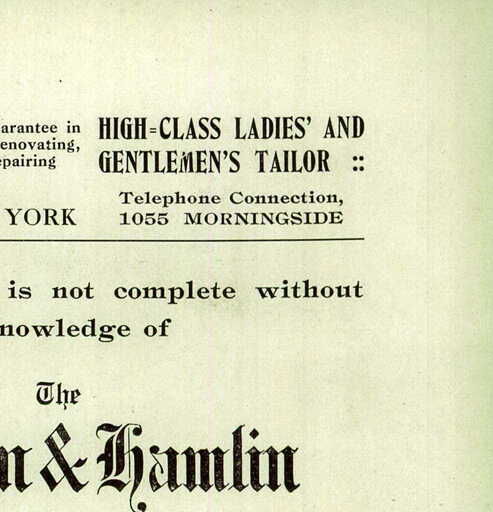 arantee in
enovating,
epairing
HIGH=CLASS LADIES' AND
GENTLEMEN'S TAILOR ::
YORK
Telephone Connection,
1055 MORNINGSIDE
is not complete without
nowledge of
The
n & Hamlin